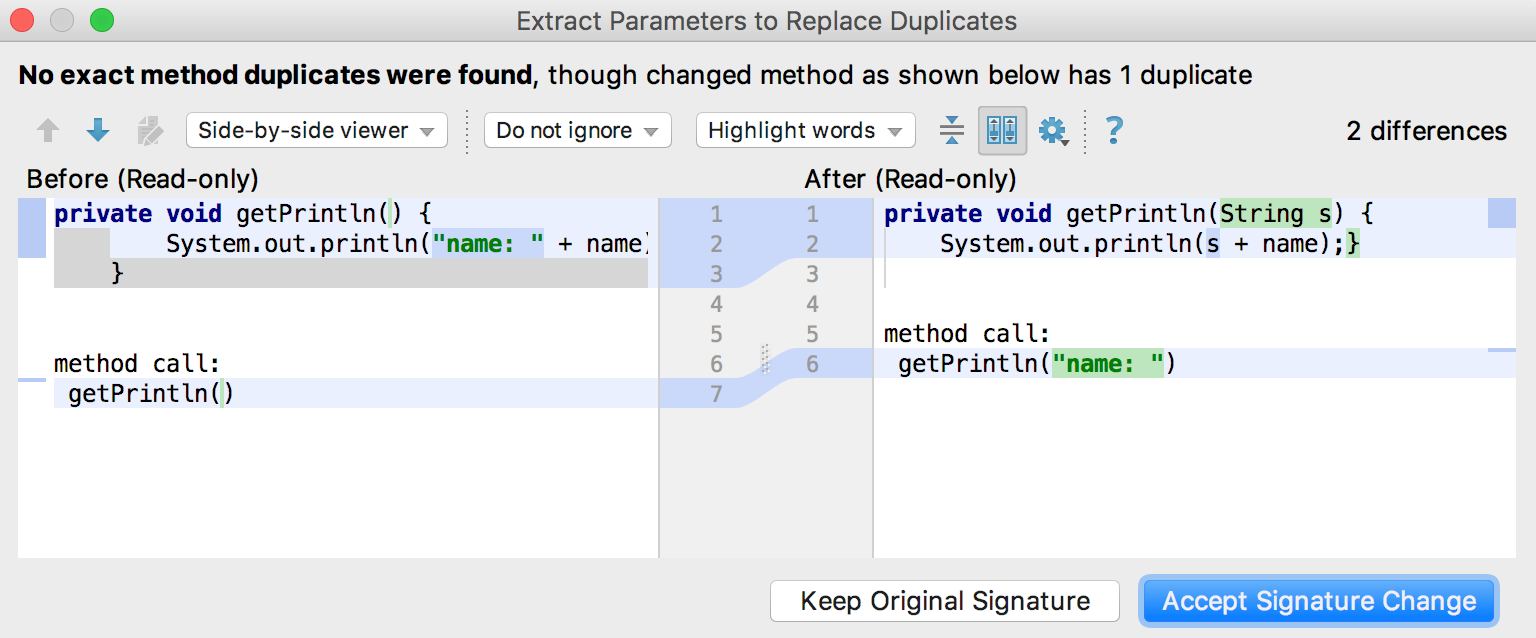 Extract Parameters to Replace Duplicates
No exact method duplicates were found, though changed method as shown below has 1 duplicate
Side-by-side viewer Do not ignore Highlight words ? 2 differences
Before (Read-only)
private void getPrintln() {
System.out.println("name: " + name)
}
method call:
getPrintln()
1 1
2 2
3 3
4 4
5 5
6 6
7
After (Read-only)
private void getPrintln(String s) {
System.out.println(s + name);}
method call:
getPrintln("name: ")
Keep Original Signature Accept Signature Change